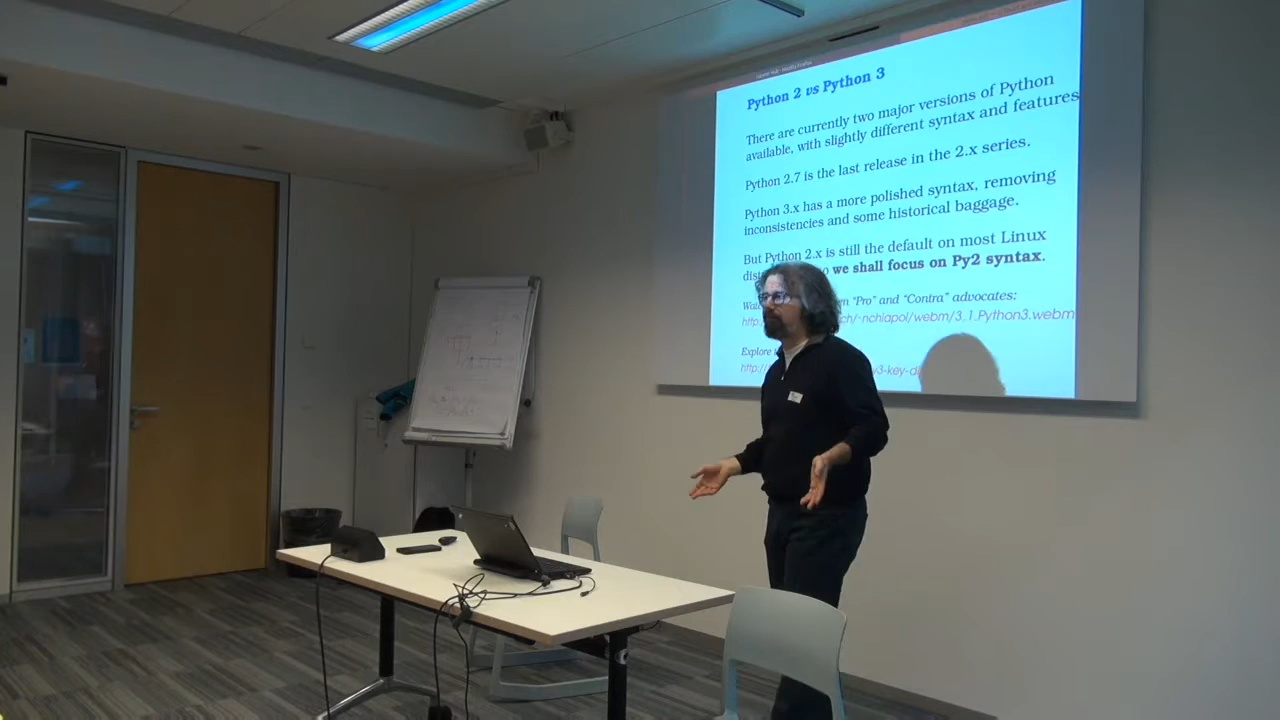 Python 2 vs Python 3
There are currently two major versions of Python
available, with slightly different syntax and features
Python 2.7 is the last release in the 2.x series.
Python 3.x has a more polished syntax, removing
inconsistencies and some historical baggage.
But Python 2.x is still the default on most Linux
we shall focus on Py2 syntax.
“Pro” and “Contra” advocates:
ch/~nchiapol/webm/3.1.Python3.webm
Explore
http://